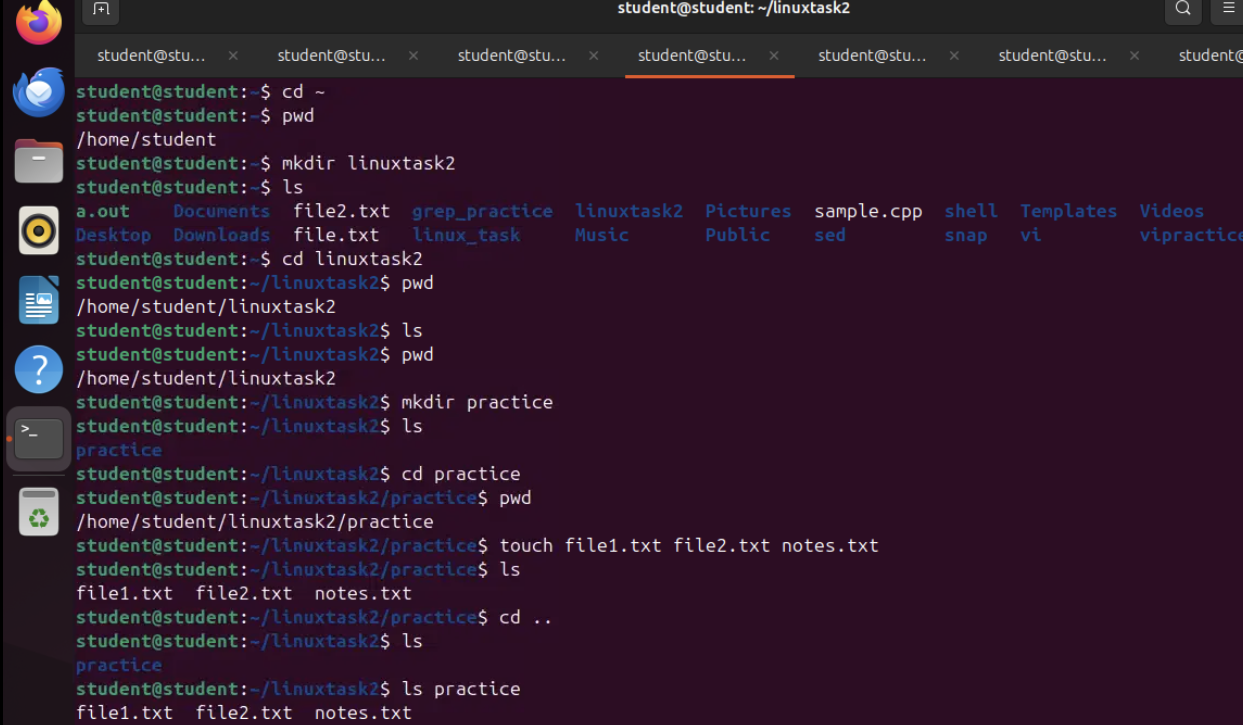 student@student: ~/linuxtask2
student@stu... × student@stu... × student@stu... × student@stu... × student@stu... × student@stu... × student@
student@student:~$ cd ~
student@student:~$ pwd
/home/student
student@student:~$ mkdir linuxtask2
student@student:~$ ls
a.out Documents file2.txt grep_practice linuxtask2 Pictures sample.cpp shell Templates Videos
Desktop Downloads file.txt linux_task Music Public sed snap vi vipractice
student@student:~$ cd linuxtask2
student@student:~/linuxtask2$ pwd
/home/student/linuxtask2
student@student:~/linuxtask2$ ls
student@student:~/linuxtask2$ pwd
/home/student/linuxtask2
student@student:~/linuxtask2$ mkdir practice
student@student:~/linuxtask2$ ls
practice
student@student:~/linuxtask2$ cd practice
student@student:~/linuxtask2/practice$ pwd
/home/student/linuxtask2/practice
student@student:~/linuxtask2/practice$ touch file1.txt file2.txt notes.txt
student@student:~/linuxtask2/practice$ ls
file1.txt file2.txt notes.txt
student@student:~/linuxtask2/practice$ cd ..
student@student:~/linuxtask2$ ls
practice
student@student:~/linuxtask2$ ls practice
file1.txt file2.txt notes.txt